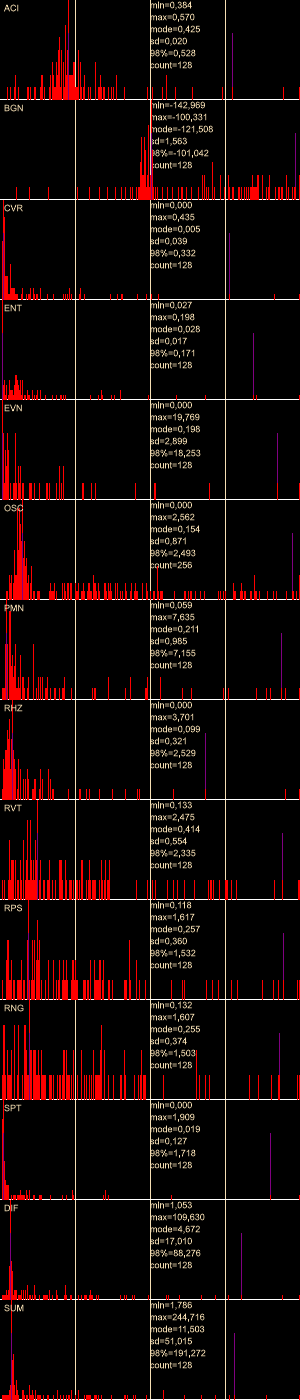 ACI
mIn=0,384
max=0,570
mode=0,425
sd=0,020
98%=0,528
count=128
BGN
mIn=-142,969
max=-100,331
mode=-121,508
sd=1,563
98%=-101,042
count=128
CVR
mIn=0,000
max=0,435
mode=0,005
sd=0,039
98%=0,332
count=128
ENT
mIn=0,027
max=0,198
mode=0,028
sd=0,017
98%=0,171
count=128
EVN
mIn=0,000
max=19,769
mode=0,198
sd=2,899
98%=18,253
count=128
OSC
mIn=0,000
max=2,562
mode=0,154
sd=0,871
98%=2,493
count=256
PMN
mIn=0,059
max=7,635
mode=0,211
sd=0,985
98%=7,155
count=128
RHZ
mIn=0,000
max=3,701
mode=0,099
sd=0,321
98%=2,529
count=128
RVT
mIn=0,133
max=2,475
mode=0,414
sd=0,554
98%=2,335
count=128
RPS
mIn=0,118
max=1,617
mode=0,257
sd=0,360
98%=1,532
count=128
RNG
mIn=0,132
max=1,607
mode=0,255
sd=0,374
98%=1,503
count=128
SPT
mIn=0,000
max=1,909
mode=0,019
sd=0,127
98%=1,718
count=128
DIF
mIn=1,053
max=109,630
mode=4,672
sd=17,010
98%=88,276
count=128
SUM
mIn=1,786
max=244,716
mode=11,503
sd=51,015
98%=191,272
count=128